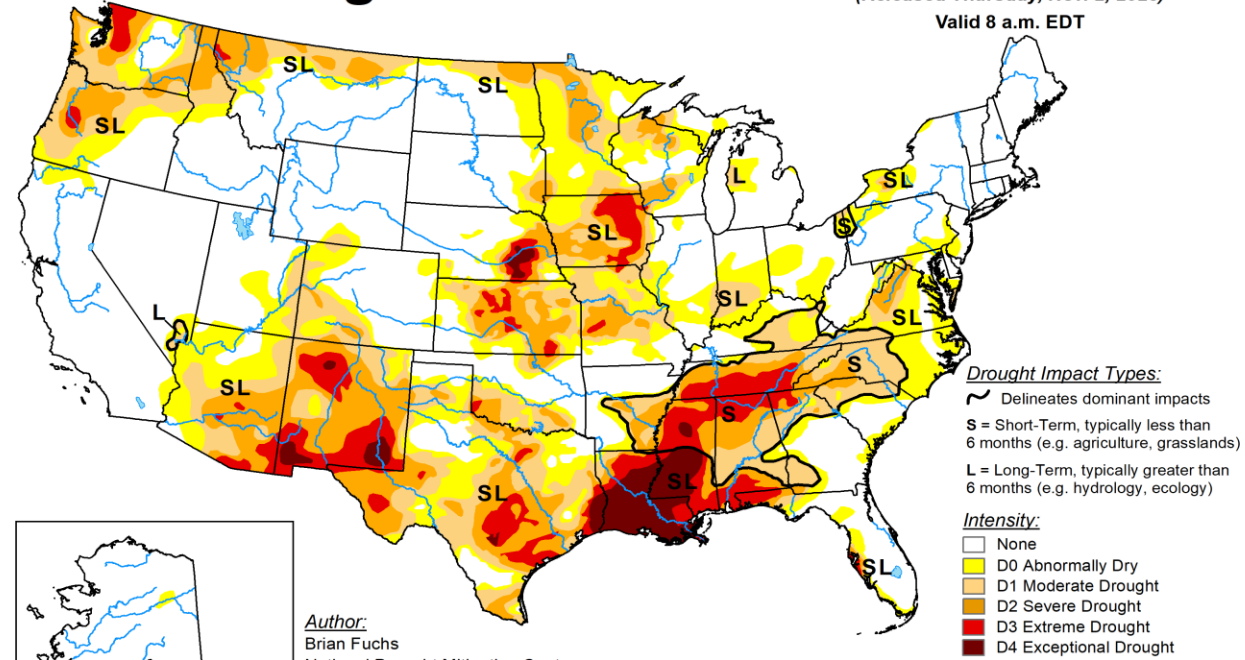 Valid 8 a.m. EDT
SL
SL
SL
SL
L
SL
S
SL
SL
SL
L
SL
S
S
SL
SL
SL
Drought Impact Types:
Delineates dominant impacts
S = Short-Term, typically less than
6 months (e.g. agriculture, grasslands)
L = Long-Term, typically greater than
6 months (e.g. hydrology, ecology)
Intensity:
None
D0 Abnormally Dry
D1 Moderate Drought
D2 Severe Drought
D3 Extreme Drought
D4 Exceptional Drought
Author:
Brian Fuchs